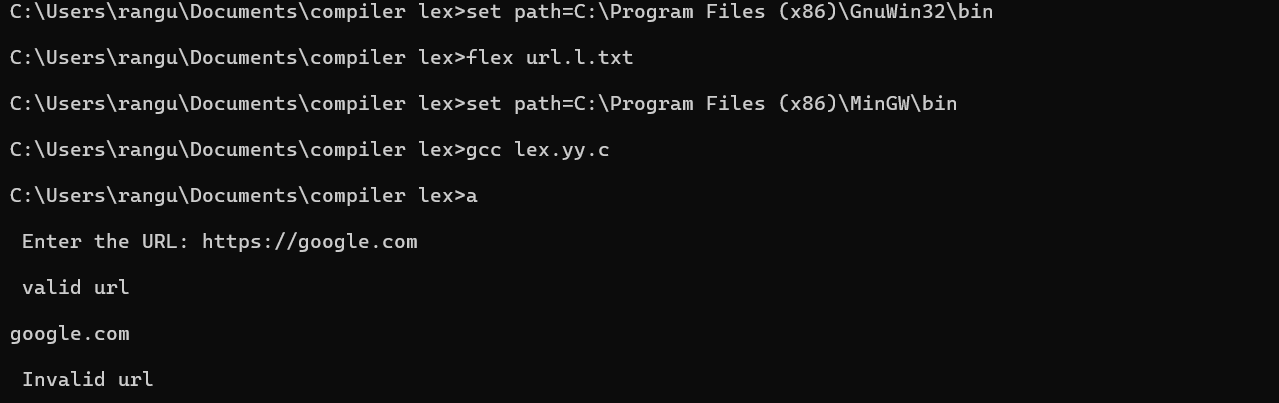 C:\Users\rangu\Documents\compiler lex>set path=C:\Program Files (x86)\GnuWin32\bin
C:\Users\rangu\Documents\compiler lex>flex url.l.txt
C:\Users\rangu\Documents\compiler lex>set path=C:\Program Files (x86)\MinGW\bin
C:\Users\rangu\Documents\compiler lex>gcc lex.yy.c
C:\Users\rangu\Documents\compiler lex>a
Enter the URL: https://google.com
valid url
google.com
Invalid url